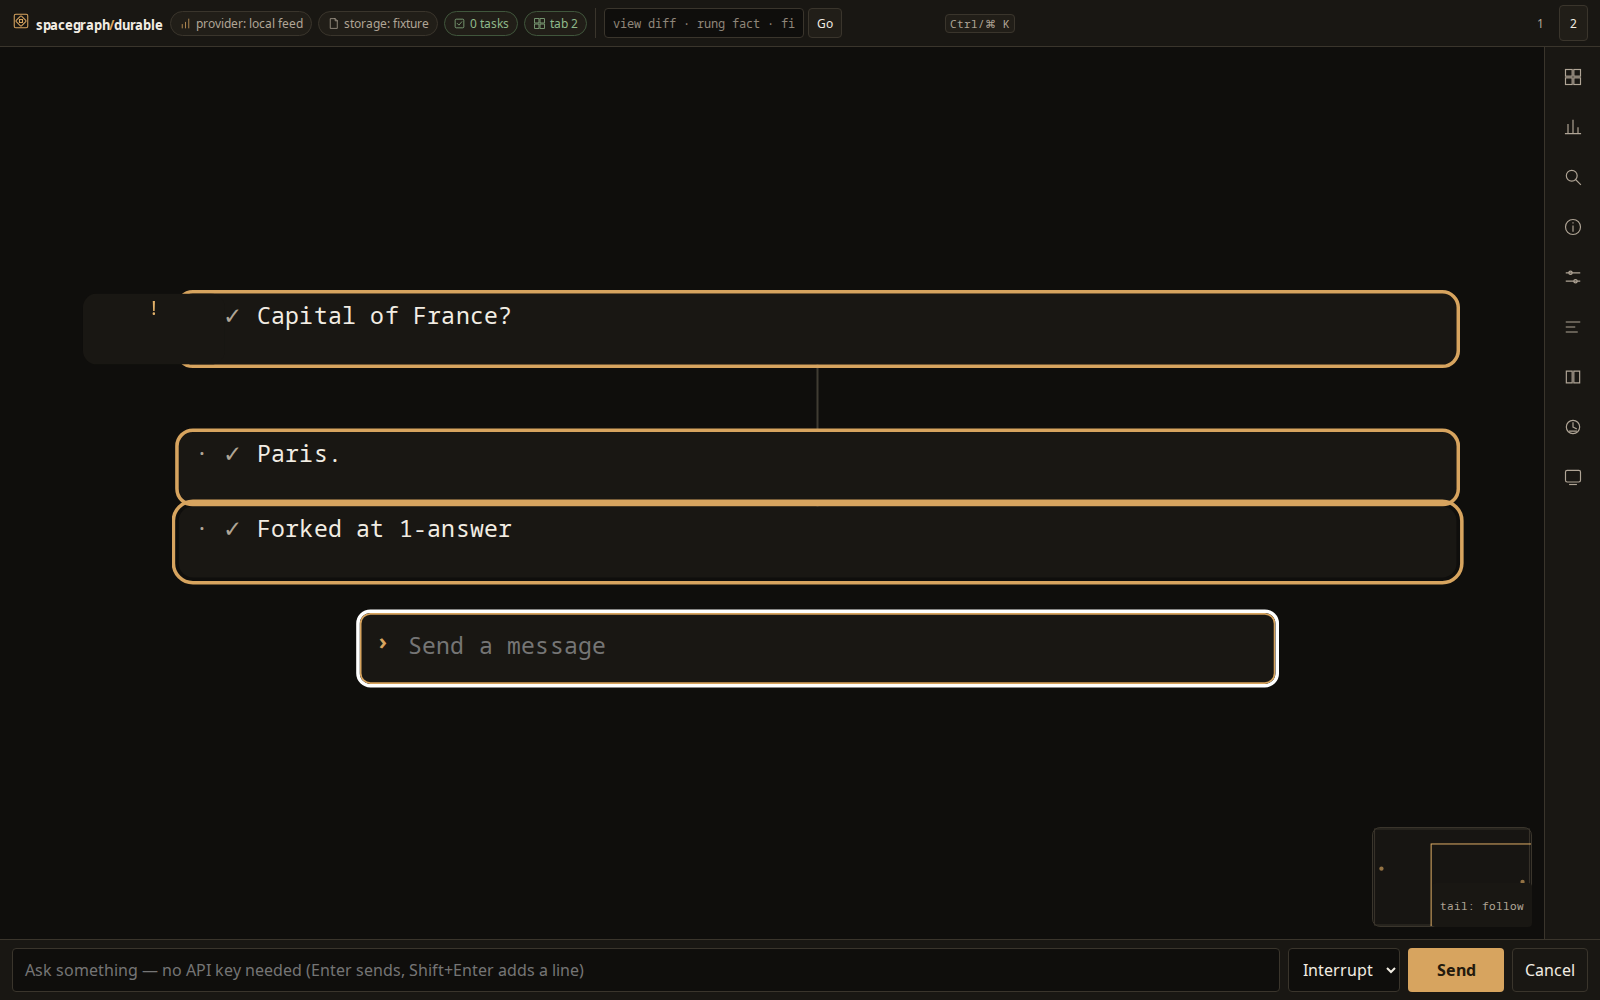 spacegraph/durable provider: local feed storage: fixture 0 tasks tab 2 view diff · rung fact · fi Go Ctrl/⌘ K 1 2
! ✓ Capital of France?
· ✓ Paris.
· ✓ Forked at 1-answer
› Send a message
tail: follow
Ask something — no API key needed (Enter sends, Shift+Enter adds a line) Interrupt Send Cancel